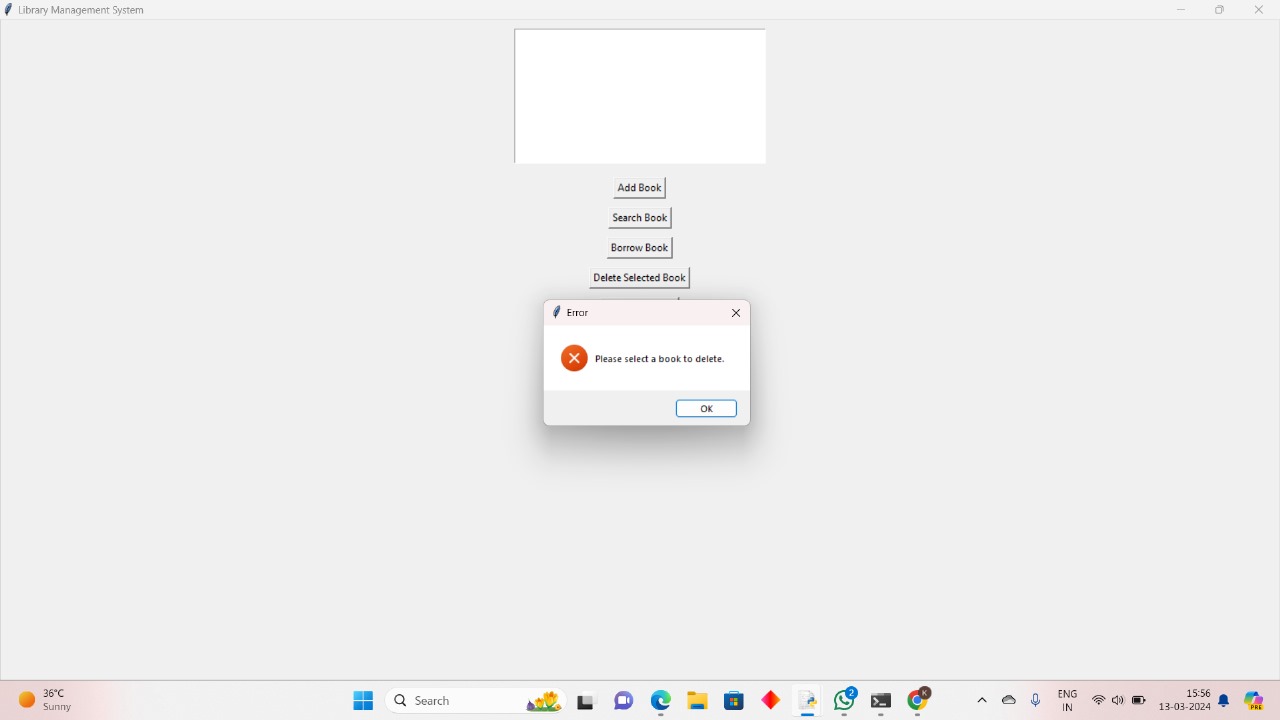 Library Management System
Add Book
Search Book
Borrow Book
Delete Selected Book
Error
Please select a book to delete.
OK
36°C
Sunny
Search
2
K
ENG
IN
15:56
13-03-2024
PRE